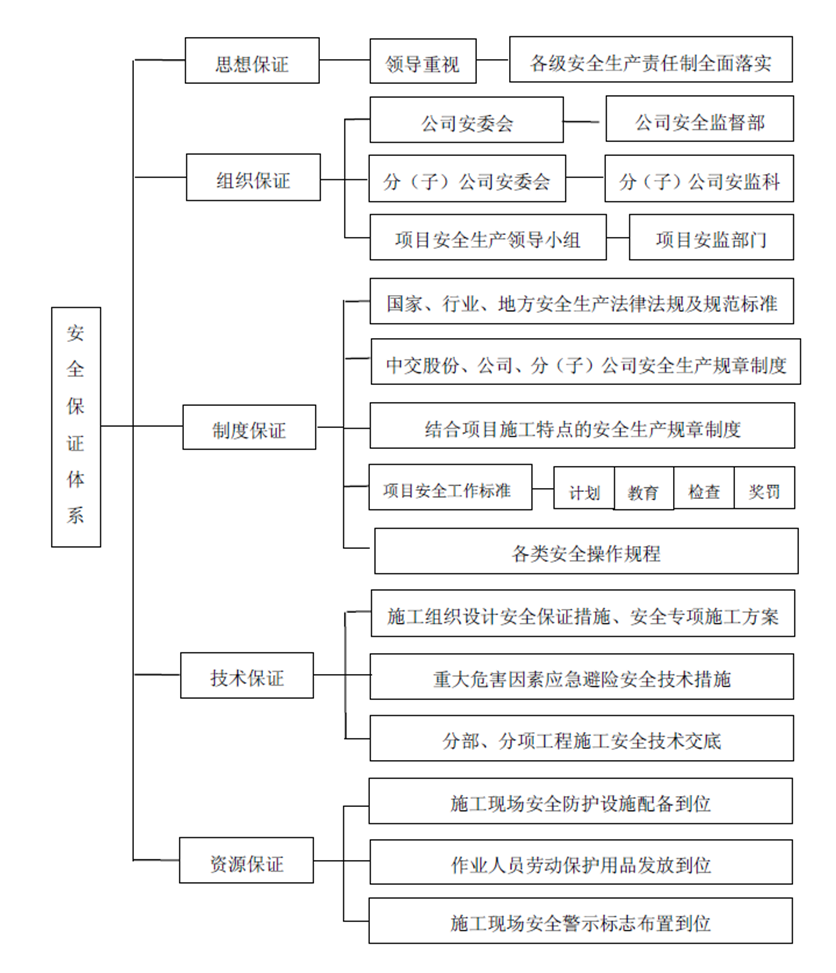 思想保证
领导重视
各级安全生产责任制全面落实
公司安委会
公司安全监督部
组织保证
分（子）公司安委会
分（子）公司安监科
项目安全生产领导小组
项目安监部门
安全保证体系
国家、行业、地方安全生产法律法规及规范标准
中交股份、公司、分（子）公司安全生产规章制度
制度保证
结合项目施工特点的安全生产规章制度
项目安全工作标准
计划
教育
检查
奖罚
各类安全操作规程
施工组织设计安全保证措施、安全专项施工方案
技术保证
重大危害因素应急避险安全技术措施
分部、分项工程施工安全技术交底
施工现场安全防护设施配备到位
资源保证
作业人员劳动保护用品发放到位
施工现场安全警示标志布置到位